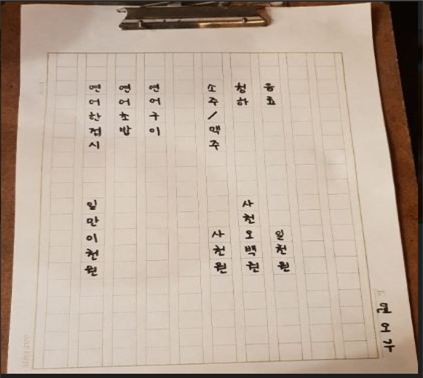 연어한접시 일만이천원
연어초밥
연어구이
소주/맥주 사천원
청하 사천오백원
음료 일천원
연오가